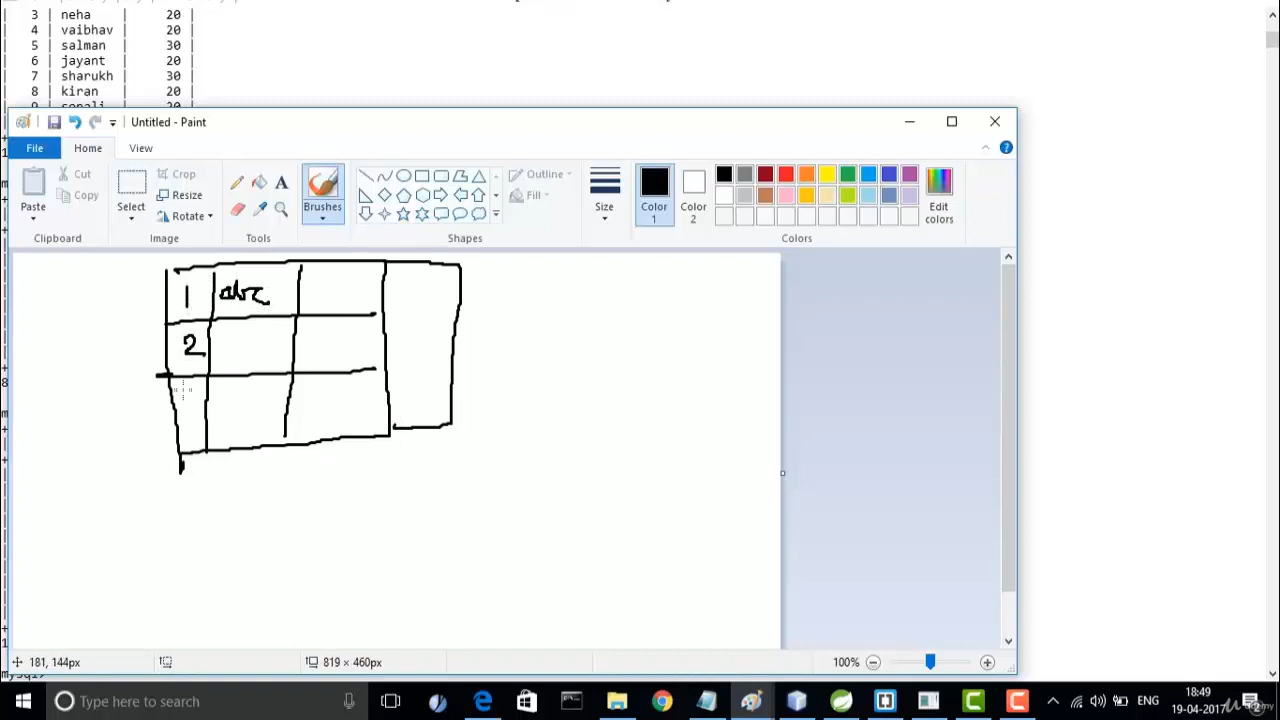 | 3 | neha | 20 |
| 4 | vaibhav | 20 |
| 5 | salman | 30 |
| 6 | jayant | 20 |
| 7 | sharukh | 30 |
| 8 | kiran | 20 |
Untitled - Paint
File Home View
Paste
Cut
Copy
Clipboard
Select
Crop
Resize
Rotate
Image
Tools
Brushes
Shapes
Outline
Fill
Size
Color 1
Color 2
Colors
Edit colors
1 abc
2
181, 144px
819 × 460px
100%
Type here to search
ENG
18:49
19-04-2017